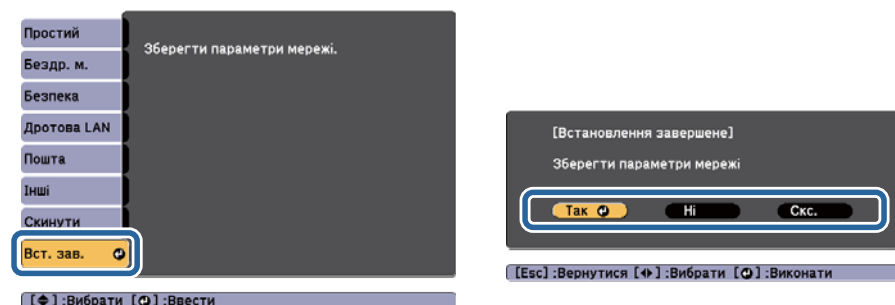 Простий
Бездр. м.
Безпека
Дротова LAN
Пошта
Інші
Скинути
Вст. зав.
Зберегти параметри мережі.
[ ] :Вибрати [ ] :Ввести
[Встановлення завершене]
Зберегти параметри мережі
Так Ні Скс.
[Esc] :Вернутися [ ] :Вибрати [ ] :Виконати